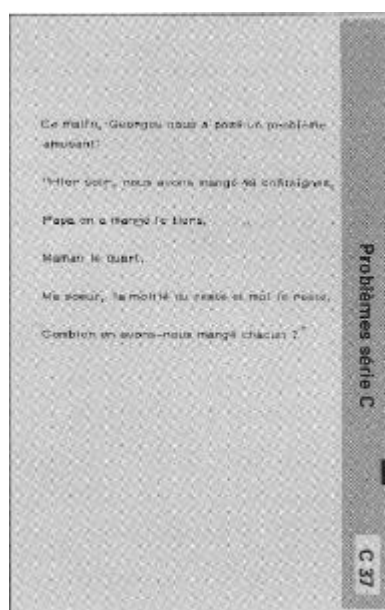 Ce matin, Georges nous a posé un problème
amusant:
"Hier soir, nous avons mangé châtaignes,
Papa en a mangé le tiers,
Maman le quart,
Ma soeur, la moitié du reste et moi le reste.
Combien en avons-nous mangé chacun ?"
Problèmes série C
C 37